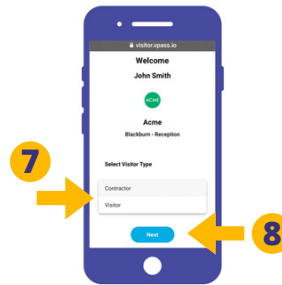 visitor.vpass.io
Welcome
John Smith
ACME
Acme
Blackburn - Reception
7
Select Visitor Type
Contractor
Visitor
Next
8